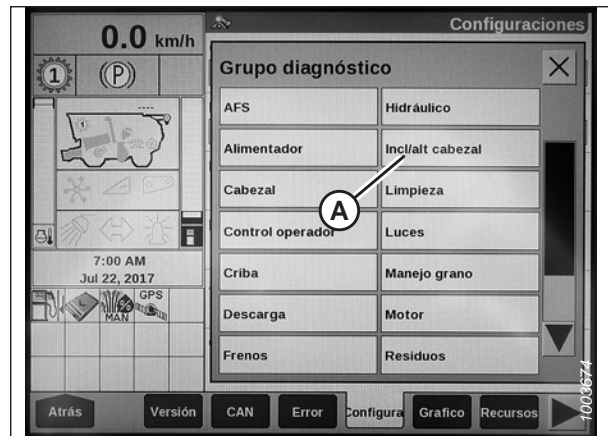 0.0 km/h
Configuraciones
1
(P)
Grupo diagnóstico
AFS
Hidráulico
Alimentador
Incl/alt cabezal
Cabezal
Limpieza
A
Control operador
Luces
7:00 AM
Jul 22, 2017
Criba
Manejo grano
GPS
MAN
Descarga
Motor
Frenos
Residuos
Atrás
Versión
CAN
Error
Configura
Grafico
Recursos
1003674